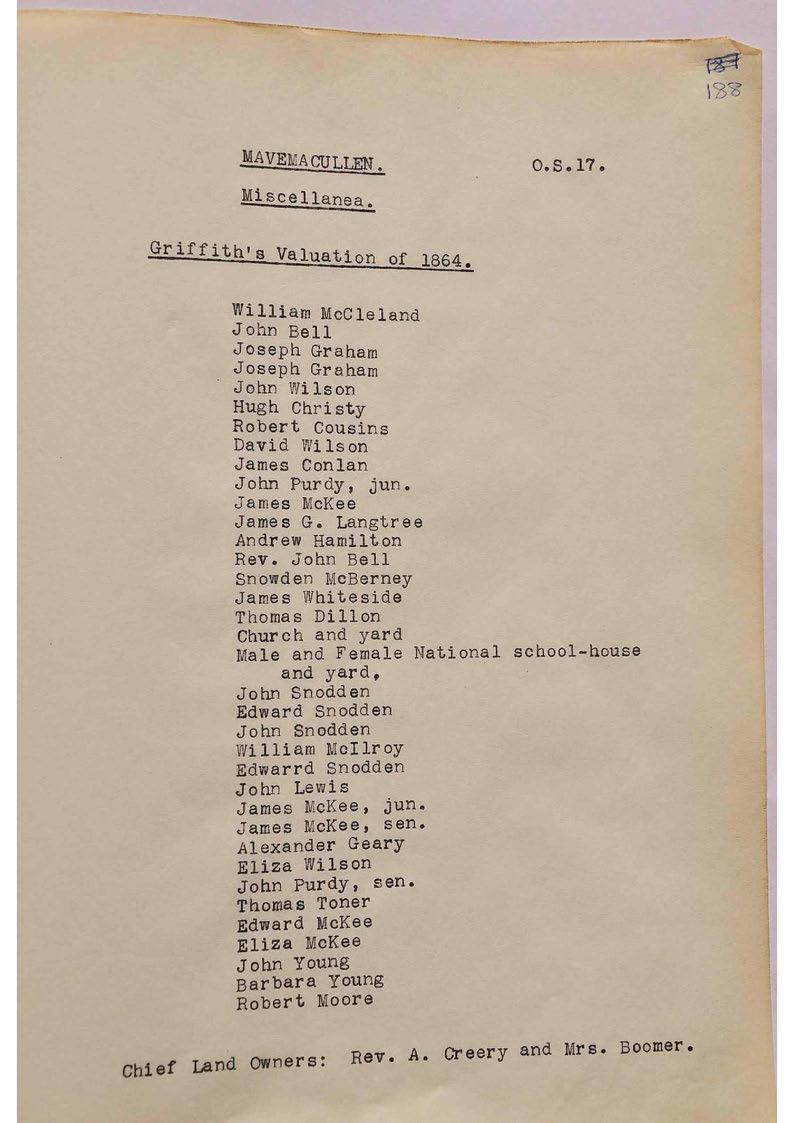 188
MAVEMACULLEN. O.S.17.
Miscellanea.
Griffith's Valuation of 1864.
William McCleland
John Bell
Joseph Graham
Joseph Graham
John Wilson
Hugh Christy
Robert Cousins
David Wilson
James Conlan
John Purdy, jun.
James McKee
James G. Langtree
Andrew Hamilton
Rev. John Bell
Snowden McBerney
James Whiteside
Thomas Dillon
Church and yard
Male and Female National school-house
and yard,
John Snodden
Edward Snodden
John Snodden
William McIlroy
Edwarrd Snodden
John Lewis
James McKee, jun.
James McKee, sen.
Alexander Geary
Eliza Wilson
John Purdy, sen.
Thomas Toner
Edward McKee
Eliza McKee
John Young
Barbara Young
Robert Moore
Chief Land Owners: Rev. A. Creery and Mrs. Boomer.